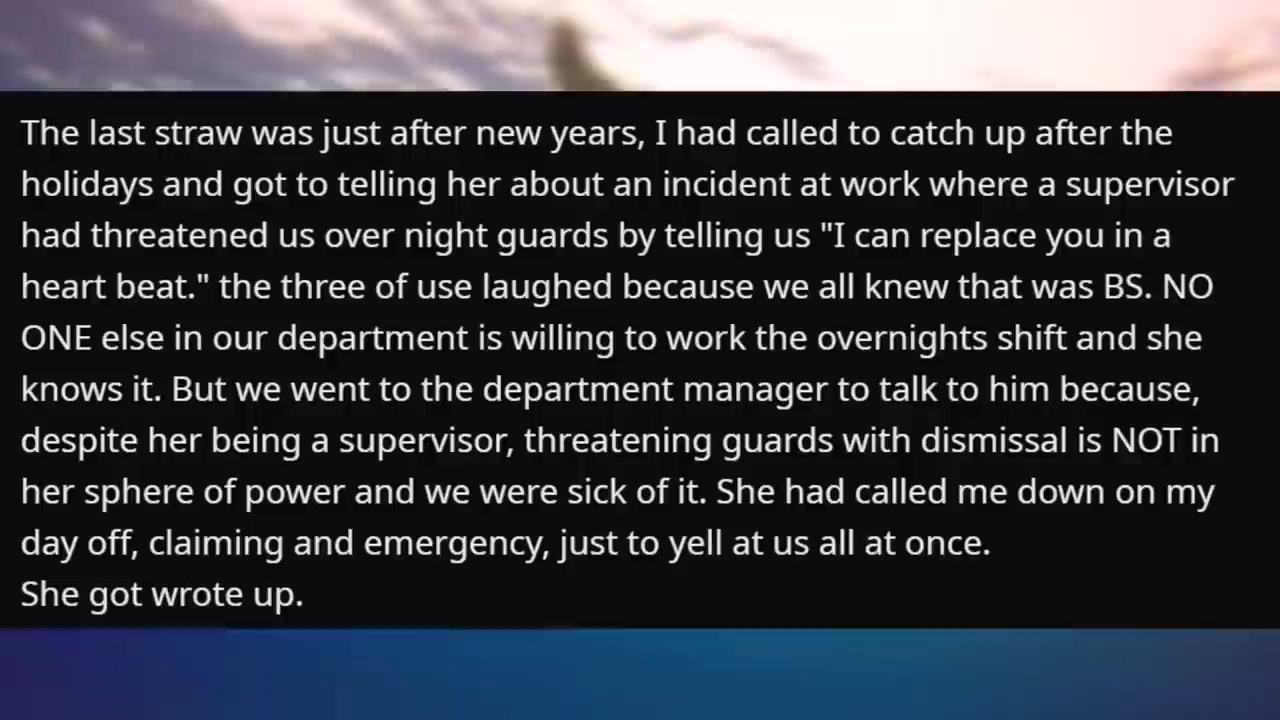 The last straw was just after new years, I had called to catch up after the
holidays and got to telling her about an incident at work where a supervisor
had threatened us over night guards by telling us "I can replace you in a
heart beat." the three of use laughed because we all knew that was BS. NO
ONE else in our department is willing to work the overnights shift and she
knows it. But we went to the department manager to talk to him because,
despite her being a supervisor, threatening guards with dismissal is NOT in
her sphere of power and we were sick of it. She had called me down on my
day off, claiming and emergency, just to yell at us all at once.
She got wrote up.